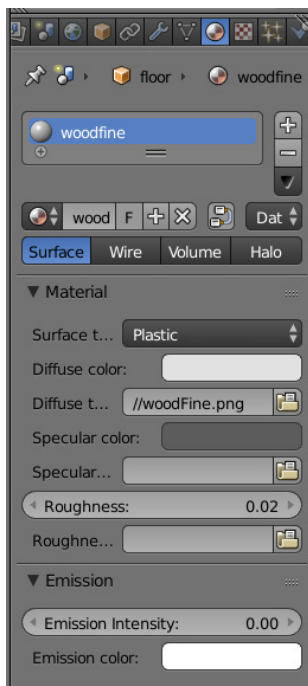 floor woodfine
woodfine
wood F Dat
Surface Wire Volume Halo
Material
Surface t... Plastic
Diffuse color:
Diffuse t... //woodFine.png
Specular color:
Specular...
Roughness: 0.02
Roughne...
Emission
Emission Intensity: 0.00
Emission color: